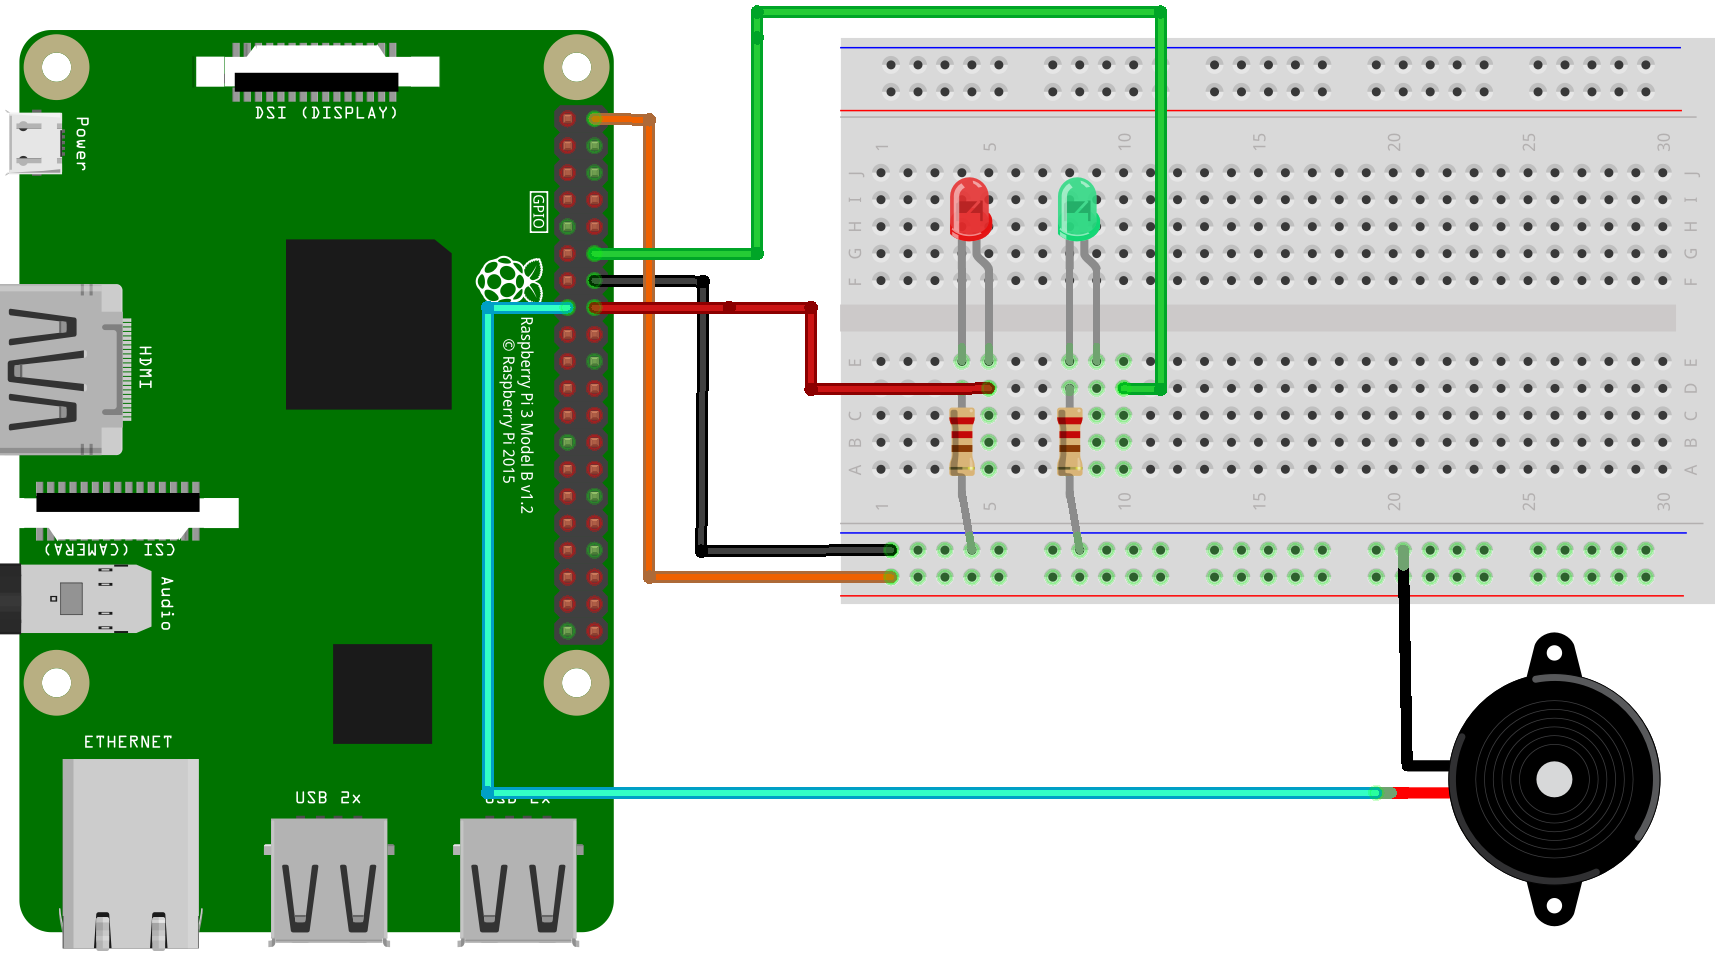 DSI (DISPLAY)
Power
GPIO
HDMI
Raspberry Pi 3 Model B v1.2
© Raspberry Pi 2015
CSI (CAMERA)
Audio
ETHERNET
USB 2x
USB 2x
1 5 10 15 20 25 30
J J
I I
H H
G G
F F
E E
D D
C C
B B
A A
1 5 10 15 20 25 30